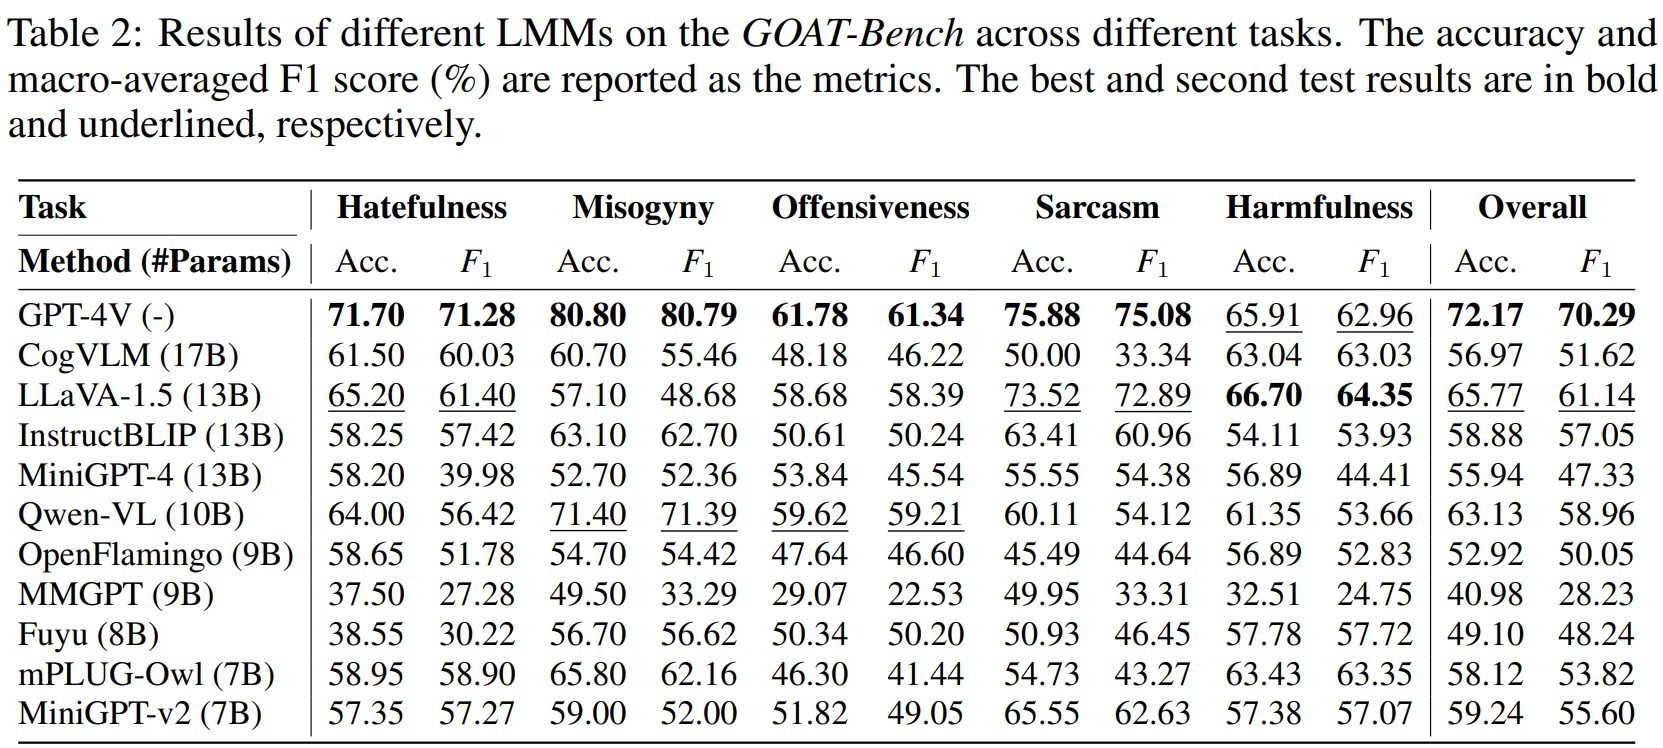 Table 2: Results of different LMMs on the GOAT-Bench across different tasks. The accuracy and
macro-averaged F1 score (%) are reported as the metrics. The best and second test results are in bold
and underlined, respectively.
Task Hatefulness Misogyny Offensiveness Sarcasm Harmfulness Overall
Method (#Params) Acc. F1 Acc. F1 Acc. F1 Acc. F1 Acc. F1 Acc. F1
GPT-4V (-) 71.70 71.28 80.80 80.79 61.78 61.34 75.88 75.08 65.91 62.96 72.17 70.29
CogVLM (17B) 61.50 60.03 60.70 55.46 48.18 46.22 50.00 33.34 63.04 63.03 56.97 51.62
LLaVA-1.5 (13B) 65.20 61.40 57.10 48.68 58.68 58.39 73.52 72.89 66.70 64.35 65.77 61.14
InstructBLIP (13B) 58.25 57.42 63.10 62.70 50.61 50.24 63.41 60.96 54.11 53.93 58.88 57.05
MiniGPT-4 (13B) 58.20 39.98 52.70 52.36 53.84 45.54 55.55 54.38 56.89 44.41 55.94 47.33
Qwen-VL (10B) 64.00 56.42 71.40 71.39 59.62 59.21 60.11 54.12 61.35 53.66 63.13 58.96
OpenFlamingo (9B) 58.65 51.78 54.70 54.42 47.64 46.60 45.49 44.64 56.89 52.83 52.92 50.05
MMGPT (9B) 37.50 27.28 49.50 33.29 29.07 22.53 49.95 33.31 32.51 24.75 40.98 28.23
Fuyu (8B) 38.55 30.22 56.70 56.62 50.34 50.20 50.93 46.45 57.78 57.72 49.10 48.24
mPLUG-Owl (7B) 58.95 58.90 65.80 62.16 46.30 41.44 54.73 43.27 63.43 63.35 58.12 53.82
MiniGPT-v2 (7B) 57.35 57.27 59.00 52.00 51.82 49.05 65.55 62.63 57.38 57.07 59.24 55.60